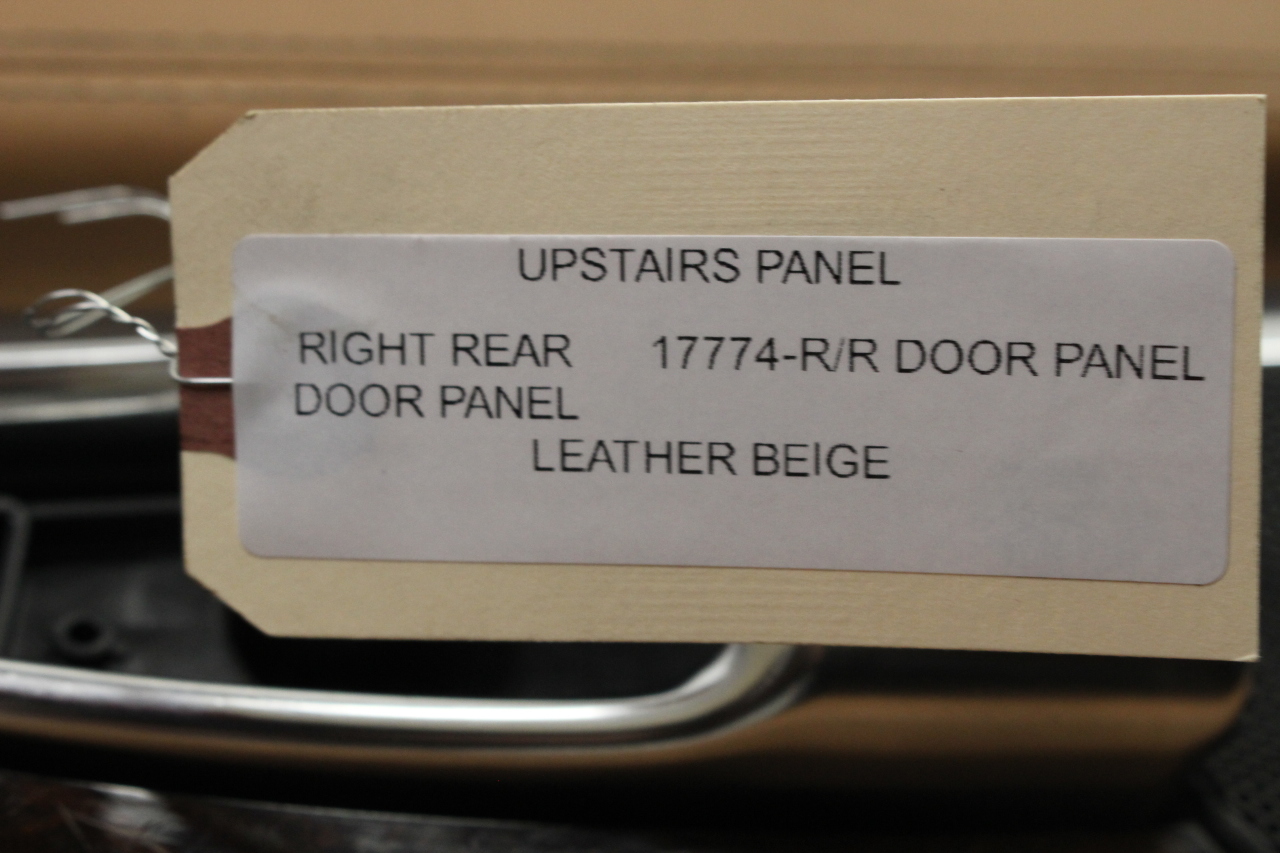 UPSTAIRS PANEL
RIGHT REAR 17774-R/R DOOR PANEL
DOOR PANEL
LEATHER BEIGE